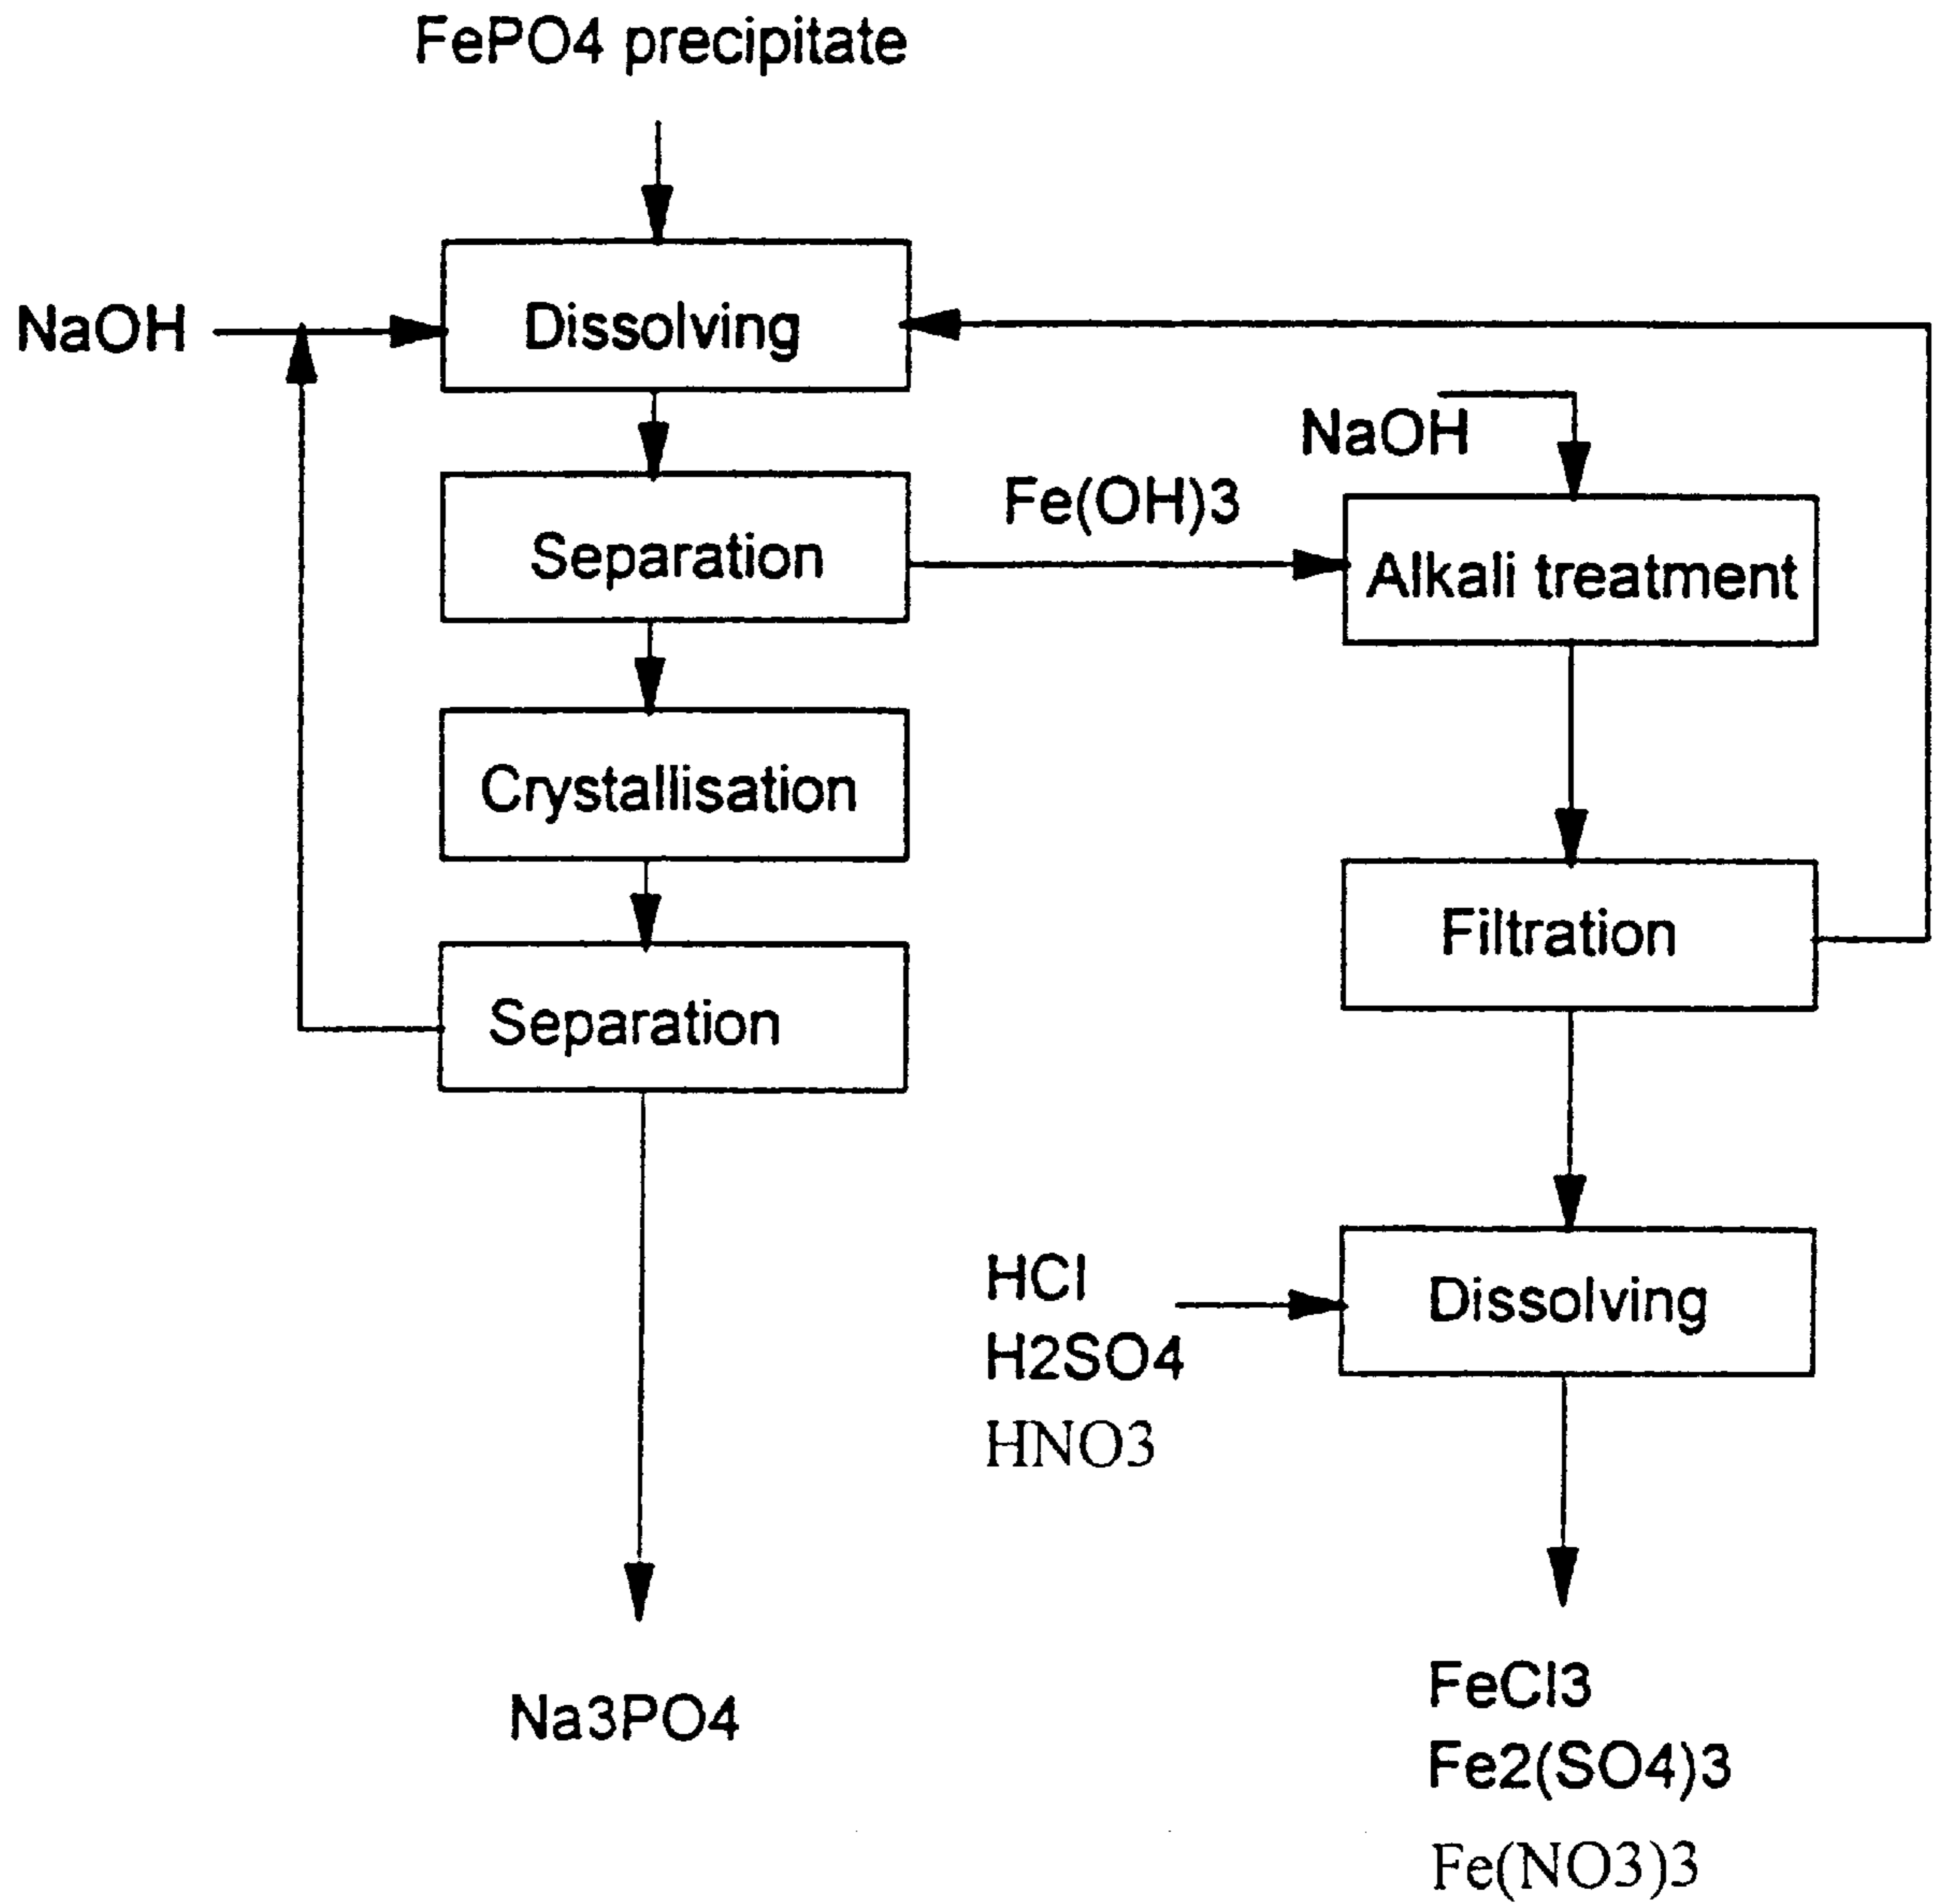 FePO4 precipitate
NaOH
Dissolving
NaOH
Separation
Fe(OH)3
Alkali treatment
Crystallisation
Filtration
Separation
HCl
H2SO4
HNO3
Dissolving
Na3PO4
FeCl3
Fe2(SO4)3
Fe(NO3)3